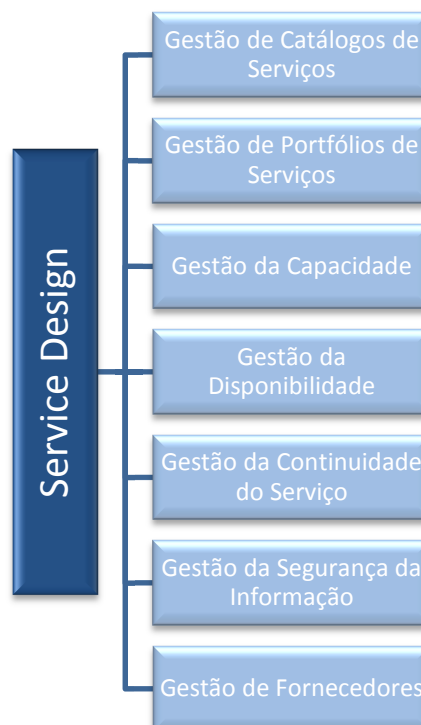 Service Design
Gestão de Catálogos de
Serviços
Gestão de Portfólios de
Serviços
Gestão da Capacidade
Gestão da
Disponibilidade
Gestão da Continuidade
do Serviço
Gestão da Segurança da
Informação
Gestão de Fornecedores